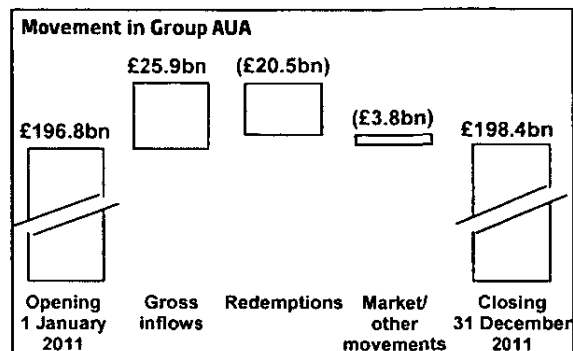 Movement in Group AUA
£25.9bn (£20.5bn)
(£3.8bn)
£196.8bn £198.4bn
Opening Gross Redemptions Market/ Closing
1 January inflows other 31 December
2011 movements 2011